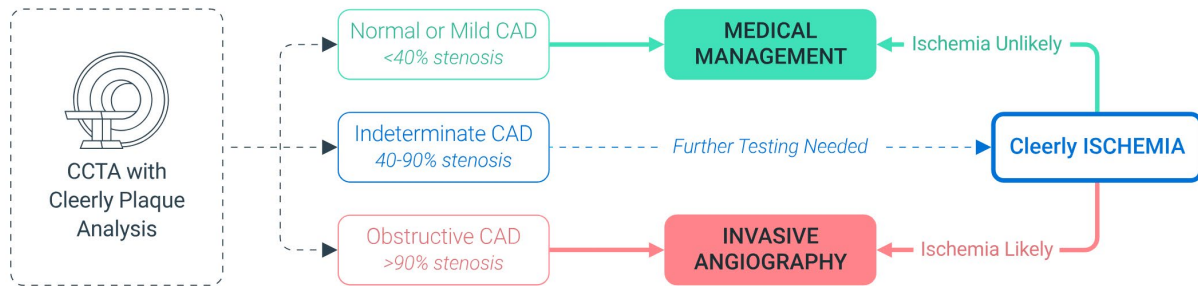 CCTA with
Cleerly Plaque
Analysis
Normal or Mild CAD
<40% stenosis
MEDICAL
MANAGEMENT
Ischemia Unlikely
Indeterminate CAD
40-90% stenosis
Further Testing Needed
Cleerly ISCHEMIA
Obstructive CAD
>90% stenosis
INVASIVE
ANGIOGRAPHY
Ischemia Likely